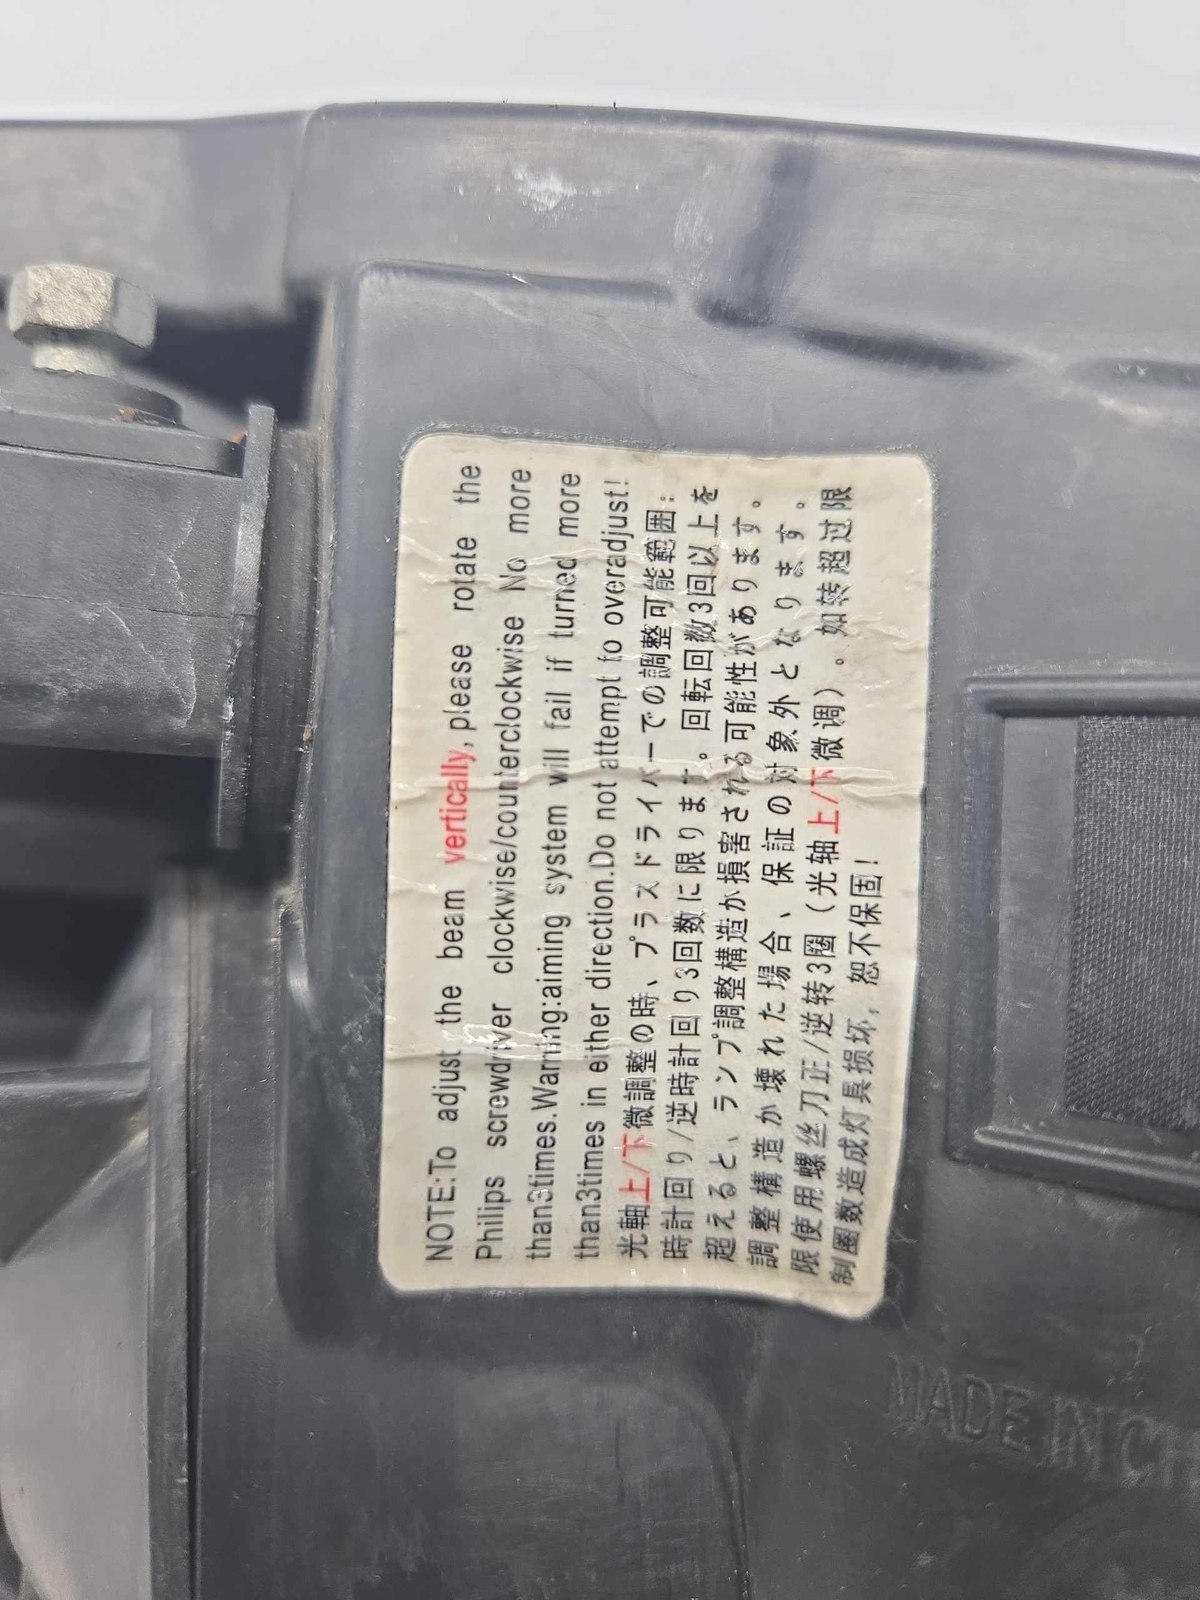 NOTE:To adjust the beam vertically, please rotate the
Philips screwdriver clockwise/counterclockwise No more
than3times.Warning:aiming system will fail if turned more
than3times in either direction.Do not attempt to overadjust!
光軸上/下微調整の時、プラスドライバーでの調整可能範囲:
時計回り/逆時計回り3回数に限ります。回転回数3回以上を
超えると、ランプ調整構造が損害される可能性があります。
調整構造が壊れた場合、保証の対象外となります。
限使用螺丝刀正/逆转3圈（光轴上/下微调）。如转超过限
制圈数造成灯具损坏，恕不保固！
MADE IN CH